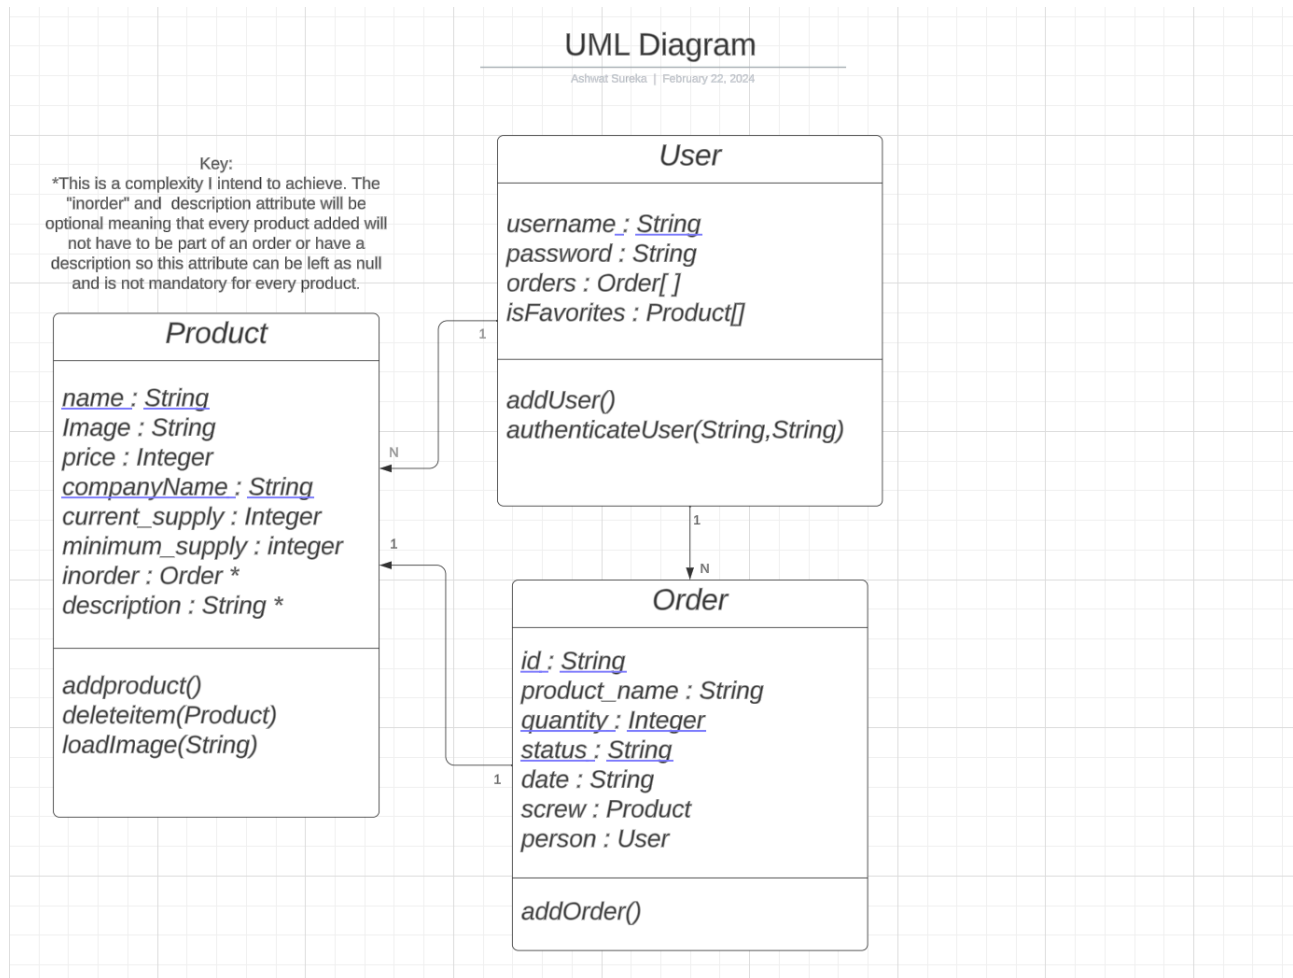 UML Diagram
Ashwat Sureka | February 22, 2024
Key:
*This is a complexity I intend to achieve. The
"inorder" and description attribute will be
optional meaning that every product added will
not have to be part of an order or have a
description so this attribute can be left as null
and is not mandatory for every product.
User
username : String
password : String
orders : Order[ ]
isFavorites : Product[]
addUser()
authenticateUser(String,String)
1
N
Product
name : String
Image : String
price : Integer
companyName : String
current_supply : Integer
minimum_supply : integer
inorder : Order *
description : String *
addproduct()
deleteitem(Product)
loadImage(String)
1
1
1
N
Order
id : String
product_name : String
quantity : Integer
status : String
date : String
screw : Product
person : User
addOrder()